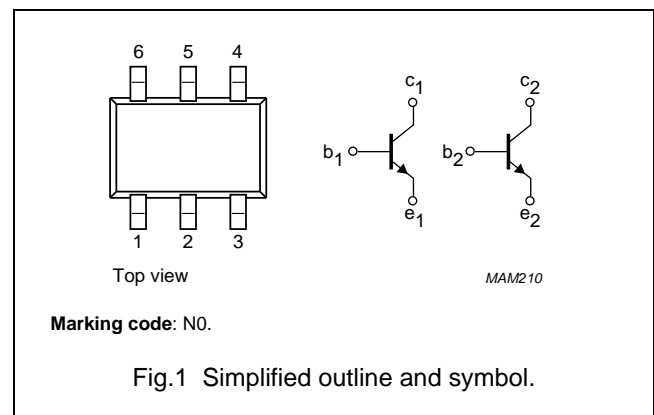 6 5 4
1 2 3
Top view
c1 c2
b1 b2
e1 e2
MAM210
Marking code: N0.
Fig.1 Simplified outline and symbol.